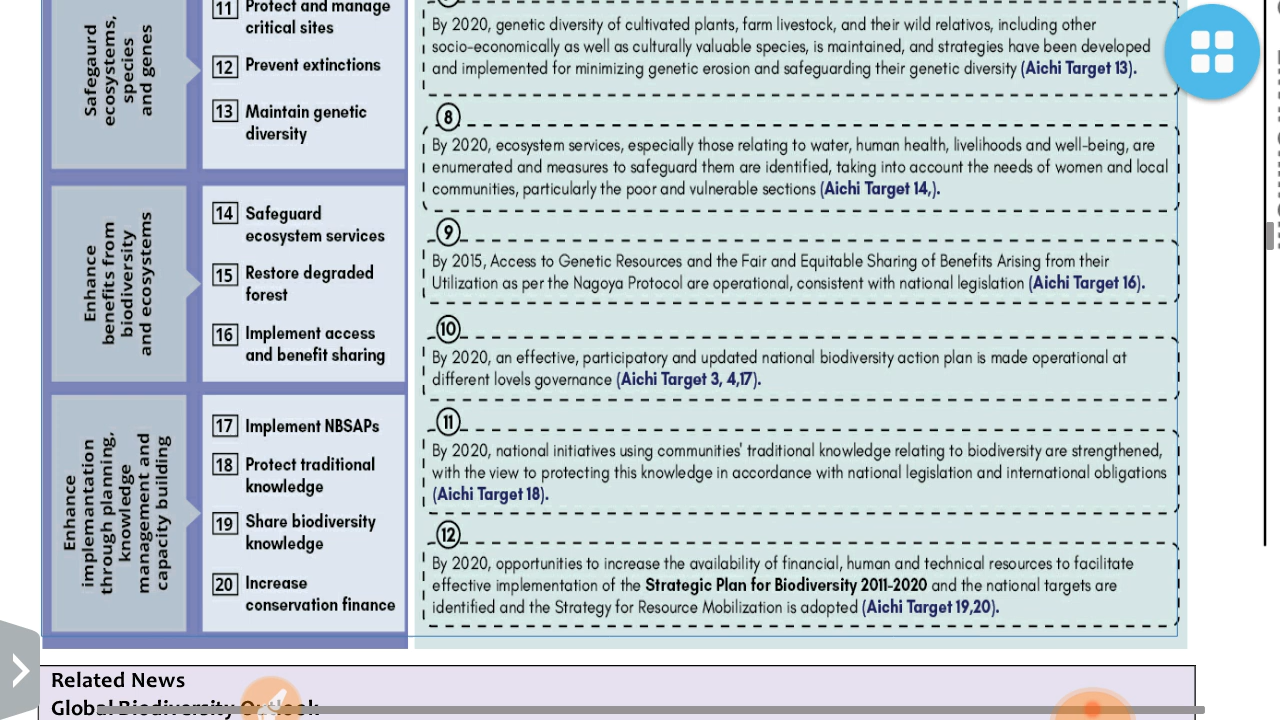 Safegaurd
ecosystems,
species
and genes
11 Protect and manage
critical sites
12 Prevent extinctions
13 Maintain genetic
diversity
Enhance
benefits from
biodiversity
and ecosystems
14 Safeguard
ecosystem services
15 Restore degraded
forest
16 Implement access
and benefit sharing
Enhance
implemantation
through planning,
knowledge
management and
capacity building
17 Implement NBSAPs
18 Protect traditional
knowledge
19 Share biodiversity
knowledge
20 Increase
conservation finance
By 2020, genetic diversity of cultivated plants, farm livestock, and their wild relativos, including other
socio-economically as well as culturally valuable species, is maintained, and strategies have been developed
and implemented for minimizing genetic erosion and safeguarding their genetic diversity (Aichi Target 13).
8
By 2020, ecosystem services, especially those relating to water, human health, livelihoods and well-being, are
enumerated and measures to safeguard them are identified, taking into account the needs of women and local
communities, particularly the poor and vulnerable sections (Aichi Target 14,).
9
By 2015, Access to Genetic Resources and the Fair and Equitable Sharing of Benefits Arising from their
Utilization as per the Nagoya Protocol are operational, consistent with national legislation (Aichi Target 16).
10
By 2020, an effective, participatory and updated national biodiversity action plan is made operational at
different levels governance (Aichi Target 3, 4,17).
11
By 2020, national initiatives using communities' traditional knowledge relating to biodiversity are strengthened,
with the view to protecting this knowledge in accordance with national legislation and international obligations
(Aichi Target 18).
12
By 2020, opportunities to increase the availability of financial, human and technical resources to facilitate
effective implementation of the Strategic Plan for Biodiversity 2011-2020 and the national targets are
identified and the Strategy for Resource Mobilization is adopted (Aichi Target 19,20).
Related News
Global Biodiversity Outlook